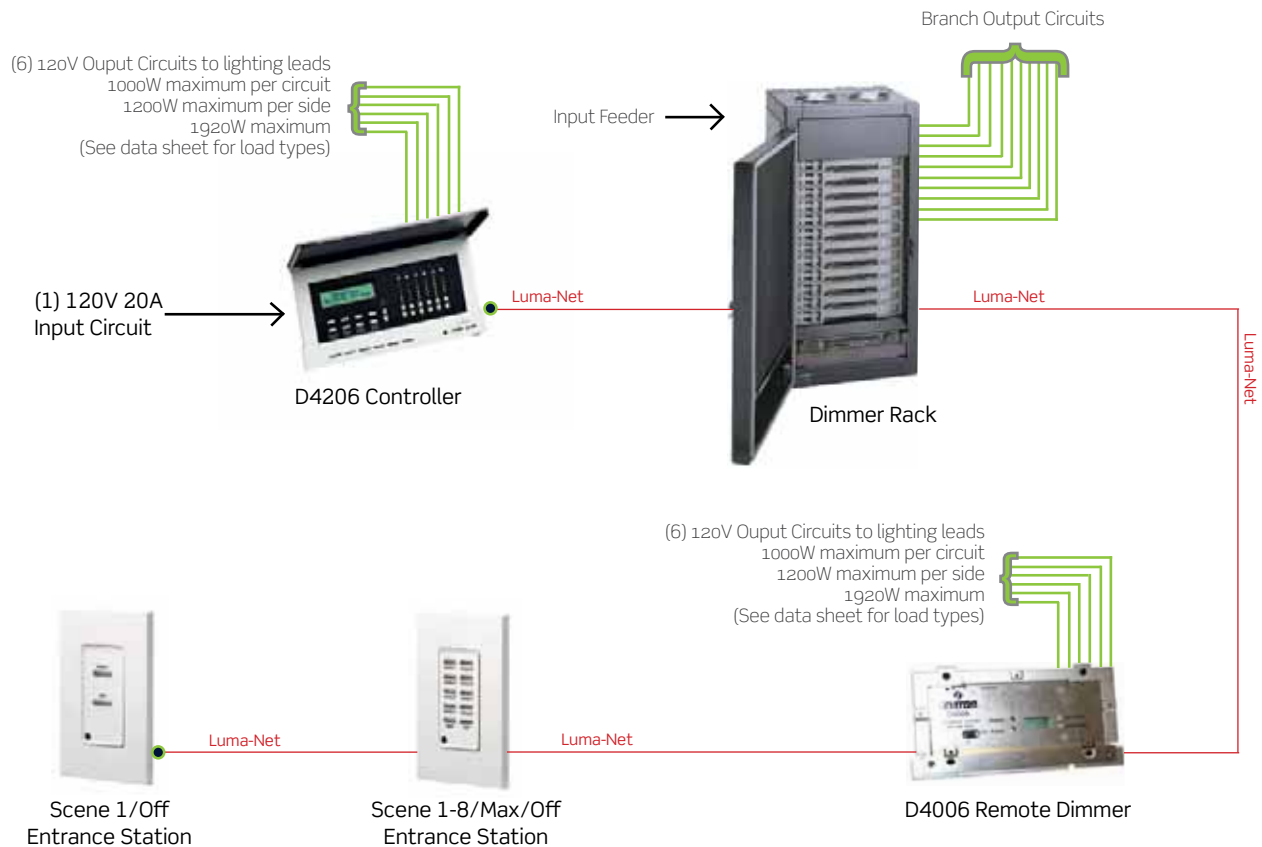 Branch Output Circuits
(6) 120V Ouput Circuits to lighting leads
1000W maximum per circuit
1200W maximum per side
1920W maximum
(See data sheet for load types)
Input Feeder
(1) 120V 20A
Input Circuit
Luma-Net
Luma-Net
Luma-Net
D4206 Controller
Dimmer Rack
(6) 120V Ouput Circuits to lighting leads
1000W maximum per circuit
1200W maximum per side
1920W maximum
(See data sheet for load types)
Luma-Net
Luma-Net
Scene 1/Off
Entrance Station
Scene 1-8/Max/Off
Entrance Station
D4006 Remote Dimmer